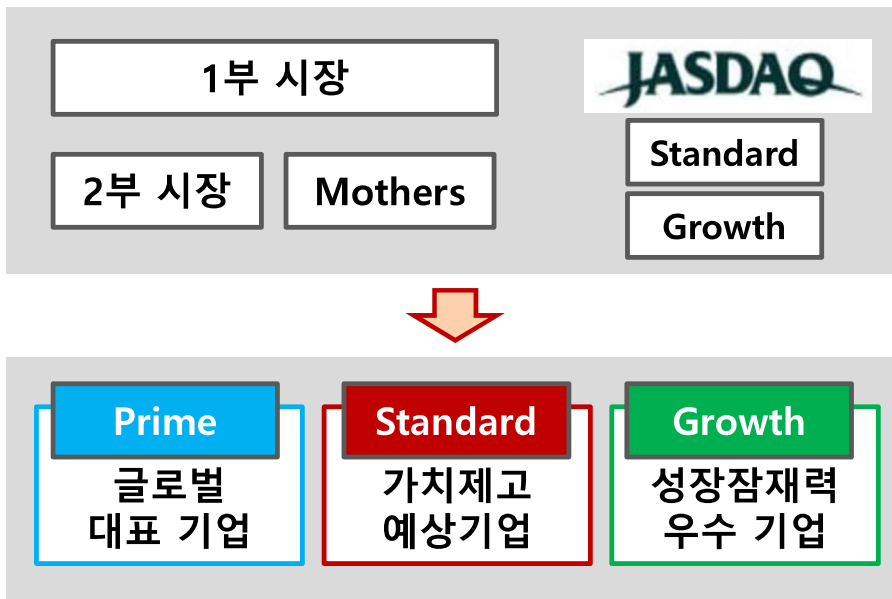 1부 시장
JASDAQ
2부 시장
Mothers
Standard
Growth
Prime
글로벌
대표 기업
Standard
가치제고
예상기업
Growth
성장잠재력
우수 기업